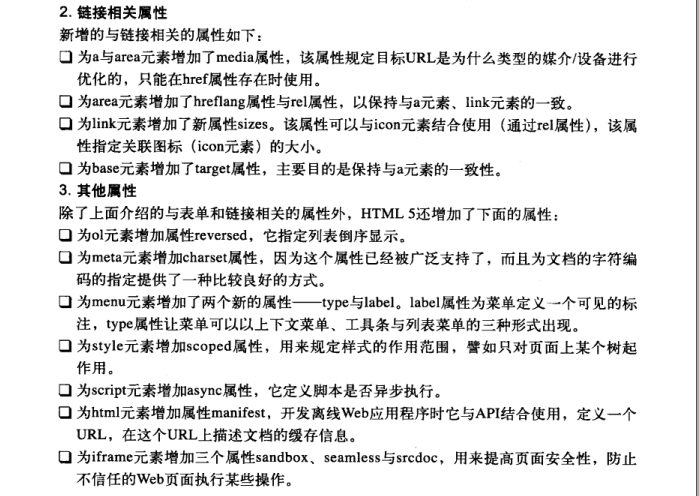 2. 链接相关属性
新增的与链接相关的属性如下：
❑ 为a与area元素增加了media属性，该属性规定目标URL是为什么类型的媒介/设备进行
优化的，只能在href属性存在时使用。
❑ 为area元素增加了hreflang属性与rel属性，以保持与a元素、link元素的一致。
❑ 为link元素增加了新属性sizes。该属性可以与icon元素结合使用（通过rel属性），该属
性指定关联图标（icon元素）的大小。
❑ 为base元素增加了target属性，主要目的是保持与a元素的一致性。
3. 其他属性
除了上面介绍的与表单和链接相关的属性外，HTML 5还增加了下面的属性：
❑ 为ol元素增加属性reversed，它指定列表倒序显示。
❑ 为meta元素增加charset属性，因为这个属性已经被广泛支持了，而且为文档的字符编
码的指定提供了一种比较良好的方式。
❑ 为menu元素增加了两个新的属性——type与label。label属性为菜单定义一个可见的标
注，type属性让菜单可以以上下文菜单、工具条与列表菜单的三种形式出现。
❑ 为style元素增加scoped属性，用来规定样式的作用范围，譬如只对页面上某个树起
作用。
❑ 为script元素增加async属性，它定义脚本是否异步执行。
❑ 为html元素增加属性manifest，开发离线Web应用程序时它与API结合使用，定义一个
URL，在这个URL上描述文档的缓存信息。
❑ 为iframe元素增加三个属性sandbox、seamless与srcdoc，用来提高页面安全性，防止
不信任的Web页面执行某些操作。